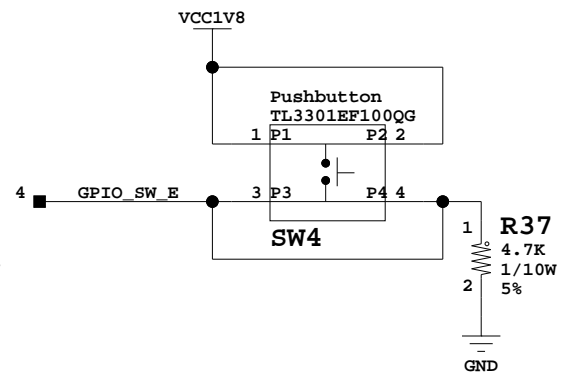 VCC1V8
Pushbutton
TL3301EF100QG
1 P1 P2 2
4 GPIO_SW_E 3 P3 P4 4
SW4
1 R37
4.7K
1/10W
2 5%
GND